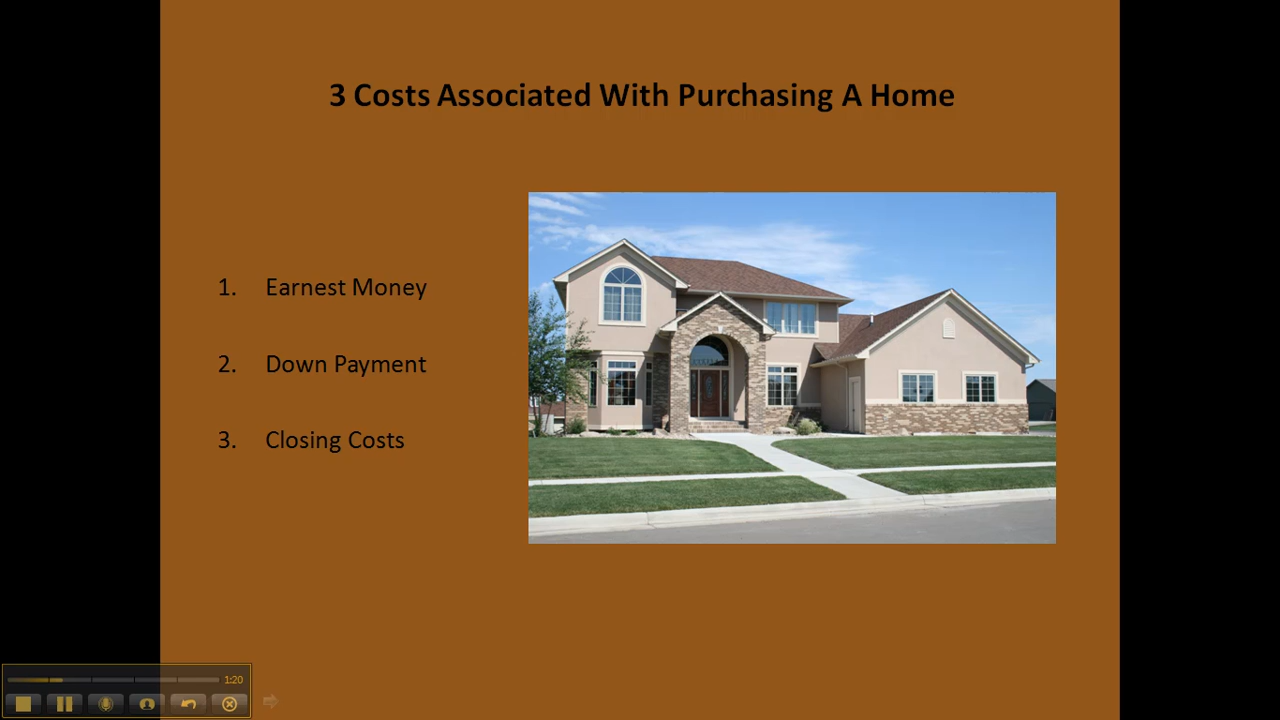 3 Costs Associated With Purchasing A Home
1. Earnest Money
2. Down Payment
3. Closing Costs
1:20